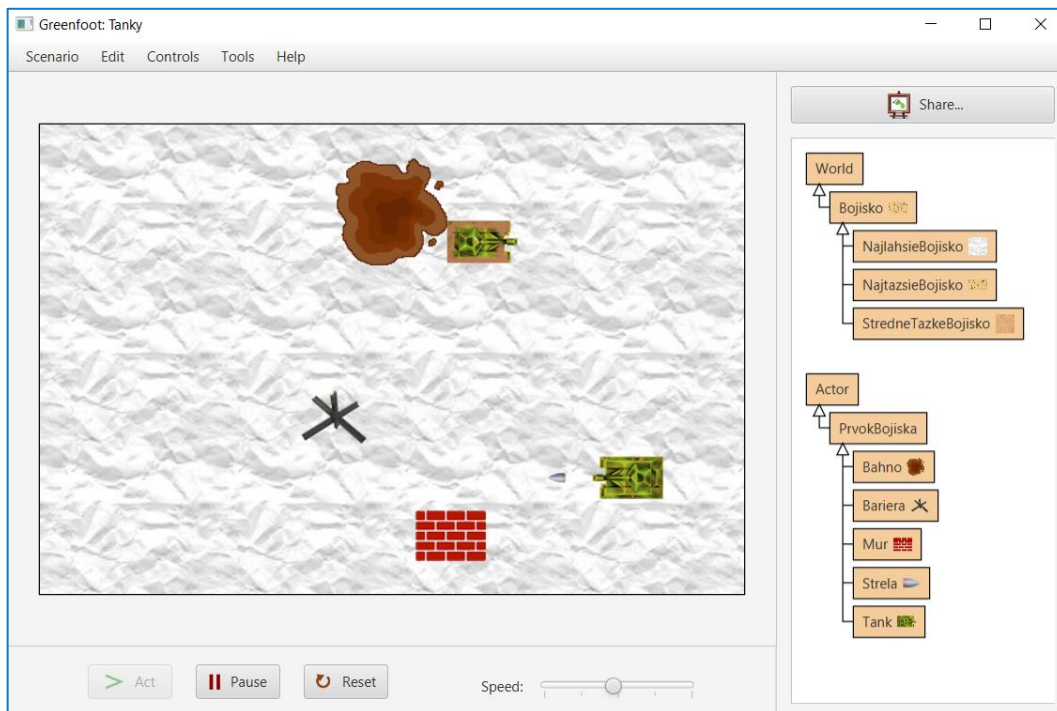 Greenfoot: Tanky
Scenario Edit Controls Tools Help
Share...
World
Bojisko
NajlahsieBojisko
NajtazsieBojisko
StredneTazkeBojisko
Actor
PrvokBojiska
Bahno
Bariera
Mur
Strela
Tank
Act Pause Reset Speed: